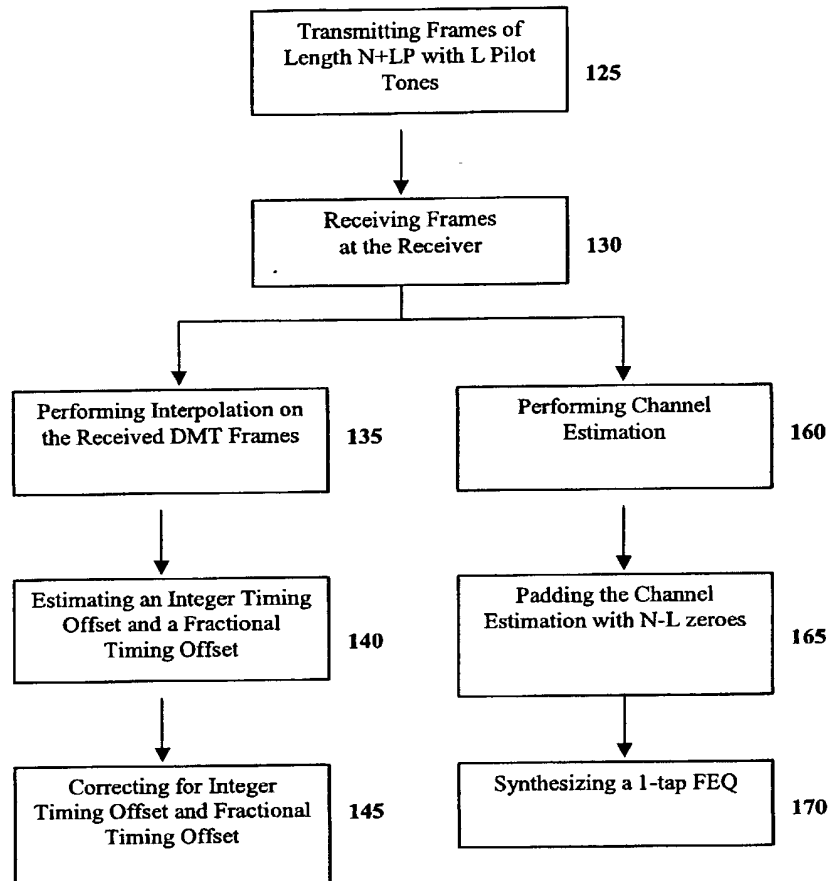 Transmitting Frames of
Length N+LP with L Pilot
Tones
125
Receiving Frames
at the Receiver
130
Performing Interpolation on
the Received DMT Frames
135
Estimating an Integer Timing
Offset and a Fractional
Timing Offset
140
Correcting for Integer
Timing Offset and Fractional
Timing Offset
145
Performing Channel
Estimation
160
Padding the Channel
Estimation with N-L zeroes
165
Synthesizing a 1-tap FEQ
170